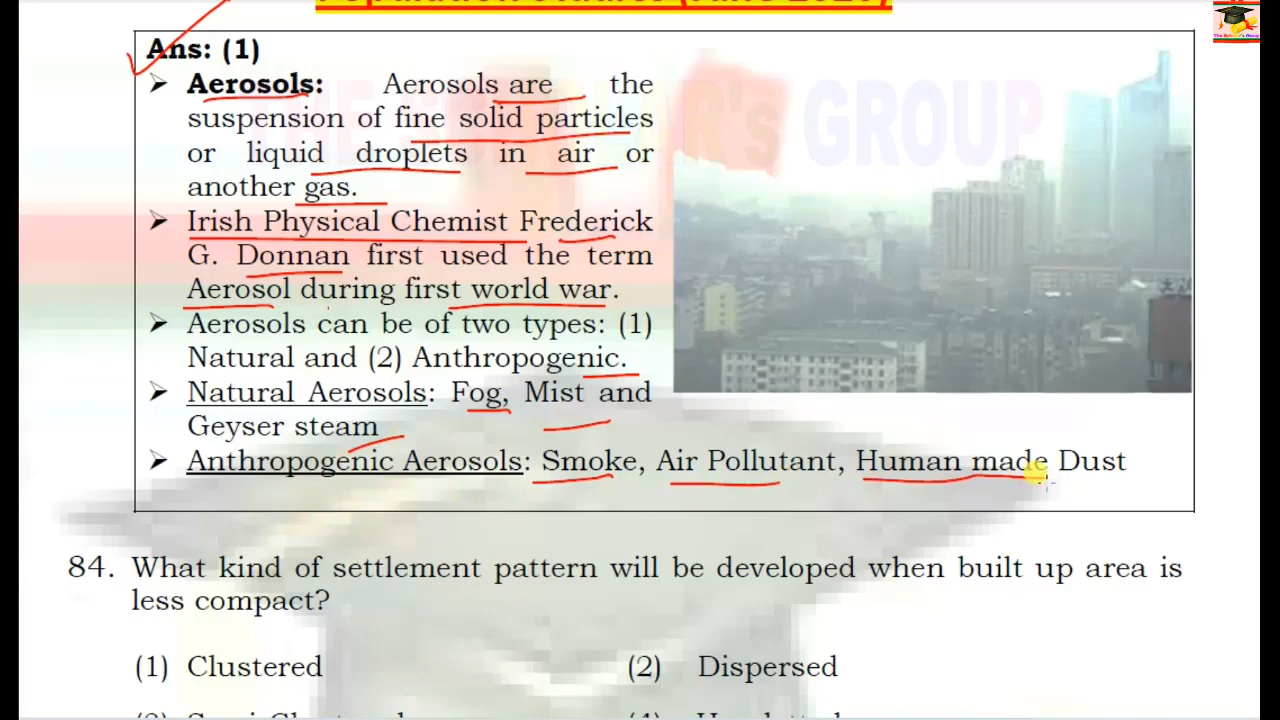 Population Studies (June 2020)
Ans: (1)
➢ Aerosols: Aerosols are the
suspension of fine solid particles
or liquid droplets in air or
another gas.
➢ Irish Physical Chemist Frederick
G. Donnan first used the term
Aerosol during first world war.
➢ Aerosols can be of two types: (1)
Natural and (2) Anthropogenic.
➢ Natural Aerosols: Fog, Mist and
Geyser steam
➢ Anthropogenic Aerosols: Smoke, Air Pollutant, Human made Dust
84. What kind of settlement pattern will be developed when built up area is
less compact?
(1) Clustered (2) Dispersed